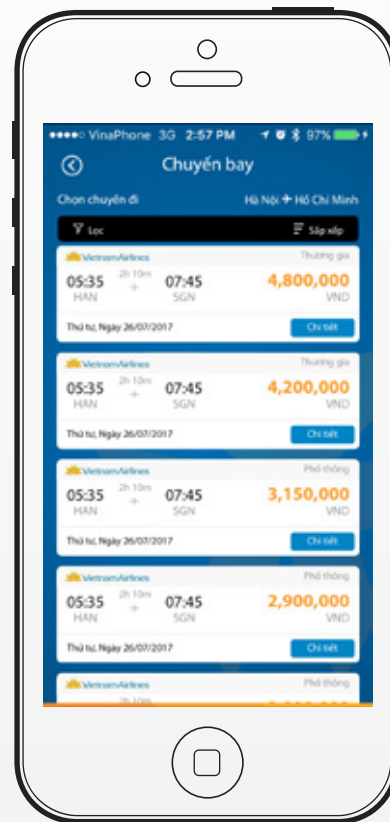 VinaPhone 3G 2:57 PM 97%
Chuyến bay
Chọn chuyến đi Hà Nội Hồ Chí Minh
Lọc Sắp xếp
VietnamAirlines Thương gia
05:35 2h 10m 07:45 4,800,000
HAN SGN VND
Thứ tư, Ngày 26/07/2017 Chi tiết
VietnamAirlines Thương gia
05:35 2h 10m 07:45 4,200,000
HAN SGN VND
Thứ tư, Ngày 26/07/2017 Chi tiết
VietnamAirlines Phổ thông
05:35 2h 10m 07:45 3,150,000
HAN SGN VND
Thứ tư, Ngày 26/07/2017 Chi tiết
VietnamAirlines Phổ thông
05:35 2h 10m 07:45 2,900,000
HAN SGN VND
Thứ tư, Ngày 26/07/2017 Chi tiết
VietnamAirlines Phổ thông
2h 10m